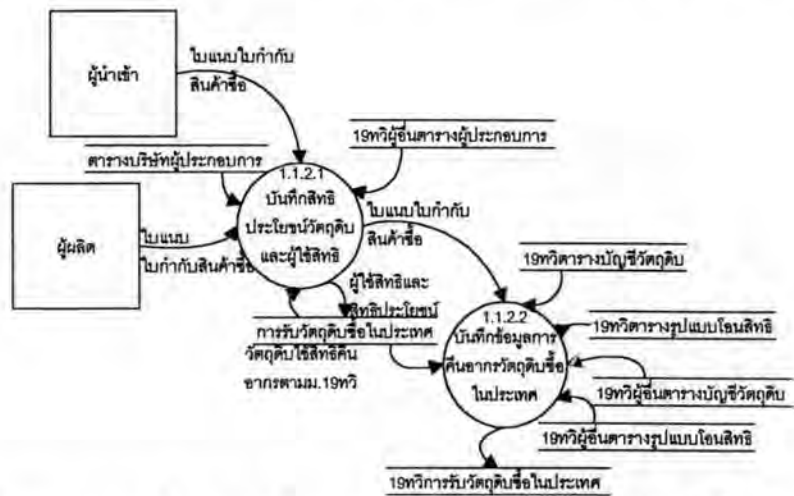 ใบแนบใบกำกับ
ผู้นำเข้า
สินค้าซื้อ
19ทวิผู้อื่นตารางผู้ประกอบการ
ตารางบริษัทผู้ประกอบการ
1.1.2.1
บันทึกสิทธิ
ประโยชน์วัตถุดิบ
และผู้ใช้สิทธิ
ใบแนบใบกำกับ
สินค้าซื้อ
ผู้ผลิต
ใบแนบ
ใบกำกับสินค้าซื้อ
19ทวิตารางบัญชีวัตถุดิบ
ผู้ใช้สิทธิและ
สิทธิประโยชน์
การรับวัตถุดิบซื้อในประเทศ
วัตถุดิบใช้สิทธิคืน
อากรตามม.19ทวิ
1.1.2.2
บันทึกข้อมูลการ
คืนอากรวัตถุดิบซื้อ
ในประเทศ
19ทวิตารางรูปแบบโอนสิทธิ
19ทวิผู้อื่นตารางบัญชีวัตถุดิบ
19ทวิผู้อื่นตารางรูปแบบโอนสิทธิ
19ทวิการรับวัตถุดิบซื้อในประเทศ